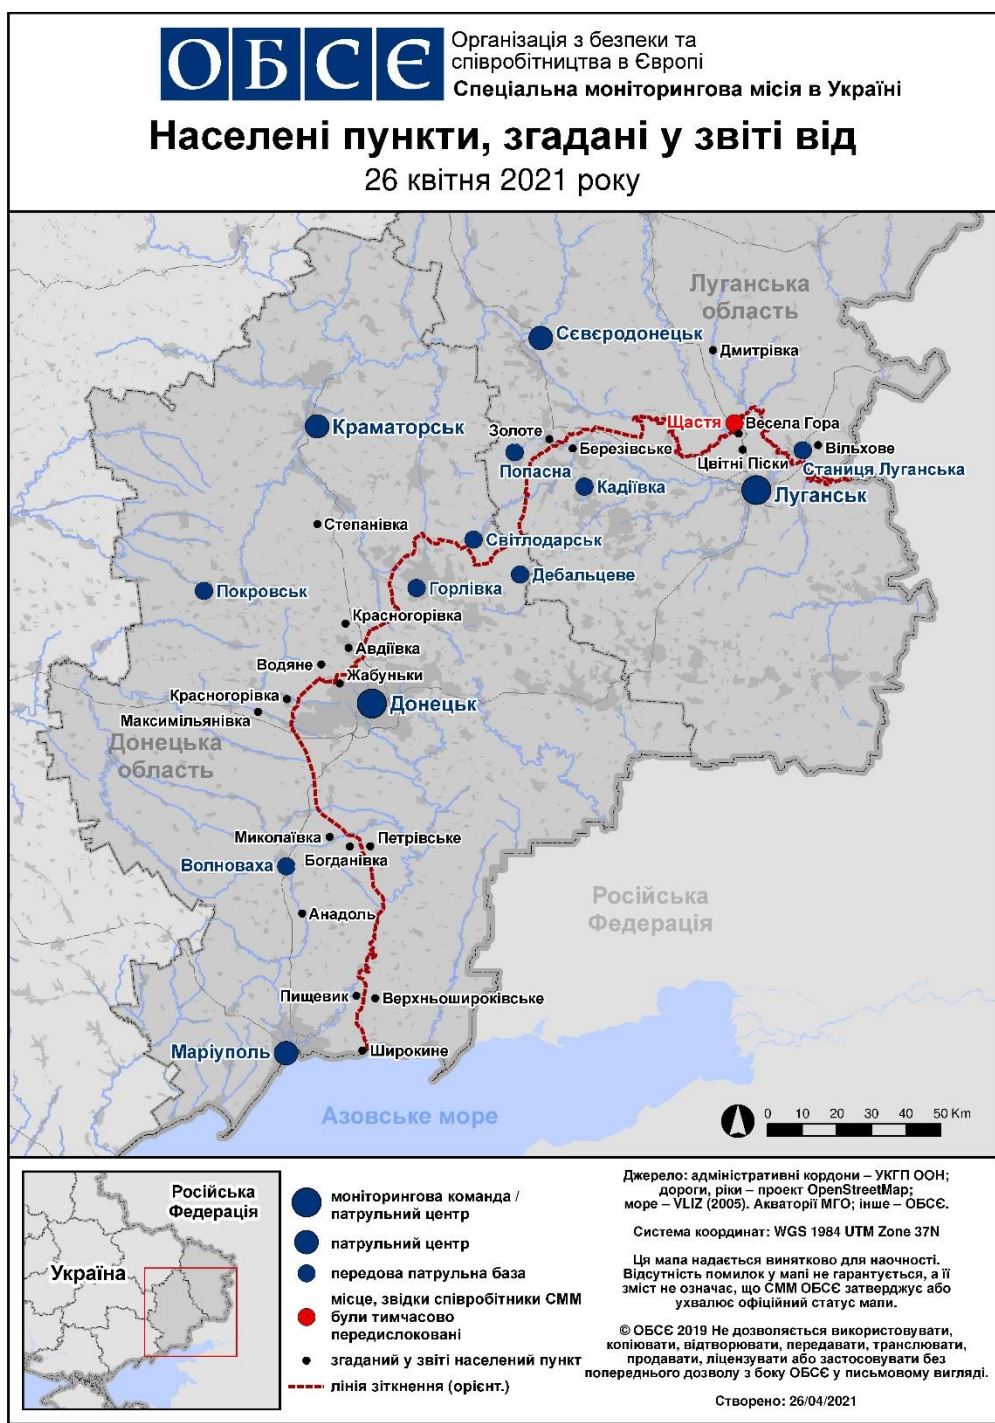 ОБСЄ
Організація з безпеки та
співробітництва в Європі
Спеціальна моніторингова місія в Україні
Населені пункти, згадані у звіті від
26 квітня 2021 року
Луганська
область
Сєвєродонецьк
Дмитрівка
Щастя
Весела Гора
Краматорськ
Золоте
Березівське
Цвітні Піски
Вільхове
Станиця Луганська
Попасна
Кадіївка
Луганськ
Степанівка
Світлодарськ
Дебальцеве
Покровськ
Горлівка
Красногорівка
Авдіївка
Водяне
Жабуньки
Красногорівка
Донецьк
Максимільянівка
Донецька
область
Миколаївка
Петрівське
Богданівка
Волноваха
Російська
Федерація
Анадоль
Пищевик
Верхньошироківське
Маріуполь
Широкине
Азовське море
0 10 20 30 40 50 Км
Російська
Федерація
Україна
моніторингова команда /
патрульний центр
патрульний центр
передова патрульна база
місце, звідки співробітники СММ
були тимчасово
передислоковані
згаданий у звіті населений пункт
лінія зіткнення (орієнт.)
Джерело: адміністративні кордони – УКГП ООН;
дороги, ріки – проект OpenStreetMap;
море – VLIZ (2005). Акваторії МГО; інше – ОБСЄ.
Система координат: WGS 1984 UTM Zone 37N
Ця мапа надається винятково для наочності.
Відсутність помилок у мапі не гарантується, а її
зміст не означає, що СММ ОБСЄ затверджує або
ухвалює офіційний статус мапи.
© ОБСЄ 2019 Не дозволяється використовувати,
копіювати, відтворювати, передавати, транслювати,
продавати, ліцензувати або застосовувати без
попереднього дозволу з боку ОБСЄ у письмовому вигляді.
Створено: 26/04/2021